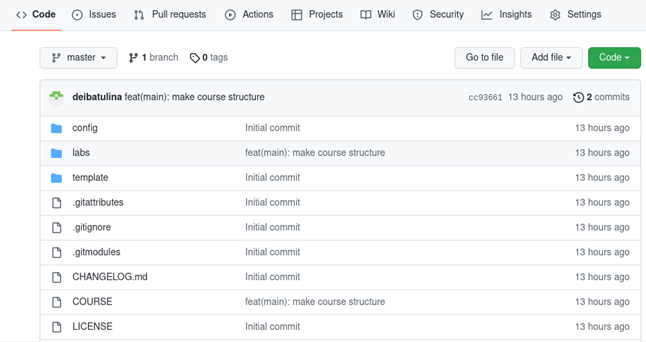 Code Issues Pull requests Actions Projects Wiki Security Insights Settings
master 1 branch 0 tags Go to file Add file Code
deibatulina feat(main): make course structure cc93661 13 hours ago 2 commits
config Initial commit 13 hours ago
labs feat(main): make course structure 13 hours ago
template Initial commit 13 hours ago
.gitattributes Initial commit 13 hours ago
.gitignore Initial commit 13 hours ago
.gitmodules Initial commit 13 hours ago
CHANGELOG.md Initial commit 13 hours ago
COURSE feat(main): make course structure 13 hours ago
LICENSE Initial commit 13 hours ago